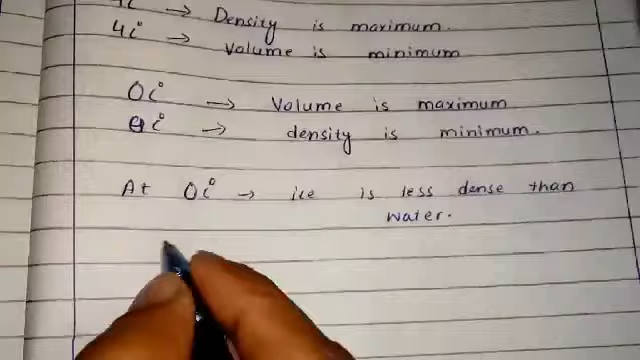 4c° → Density is maximum.
4c° → Volume is minimum
0c° → Volume is maximum
0c° → density is minimum.
At 0c° → ice is less dense than
water.